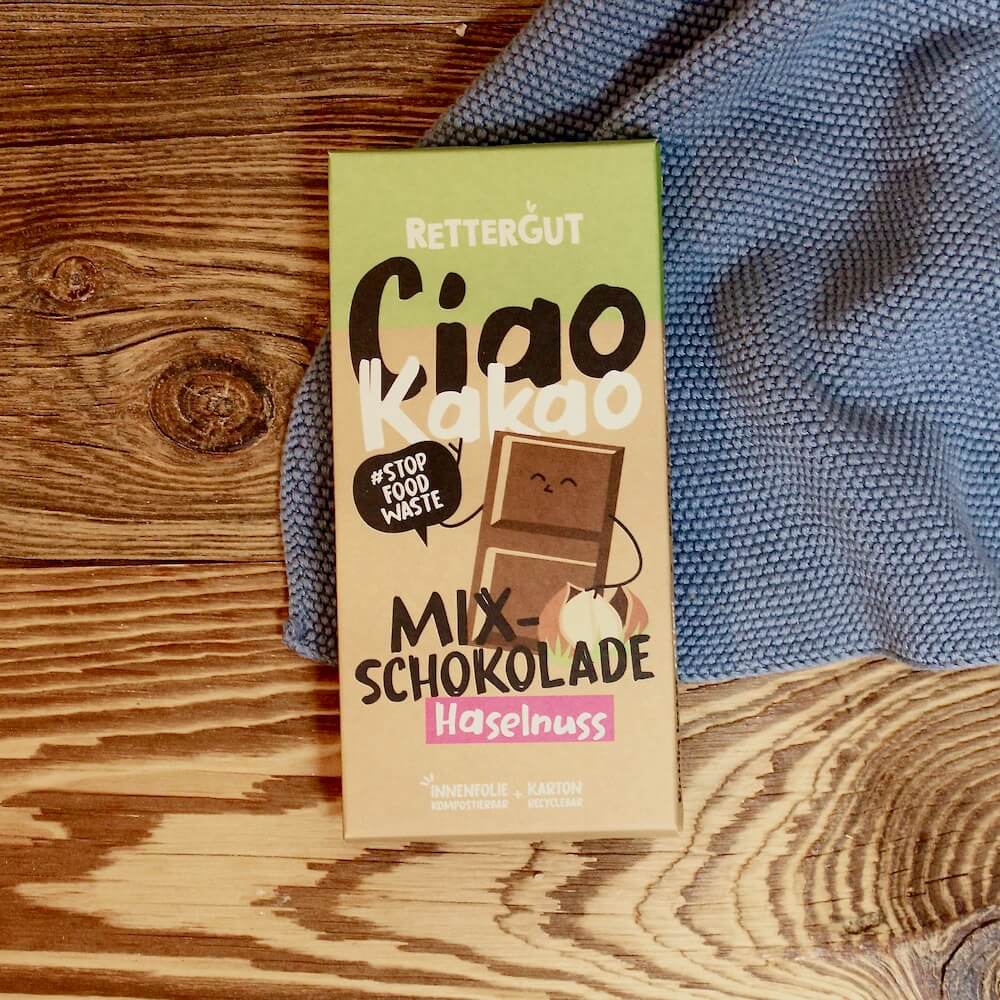 RETTERGUT
Ciao
Kakao
#STOP
FOOD
WASTE
MIX-
SCHOKOLADE
Haselnuss
INNENFOLIE + KARTON
KOMPOSTIERBAR RECYCLEBAR